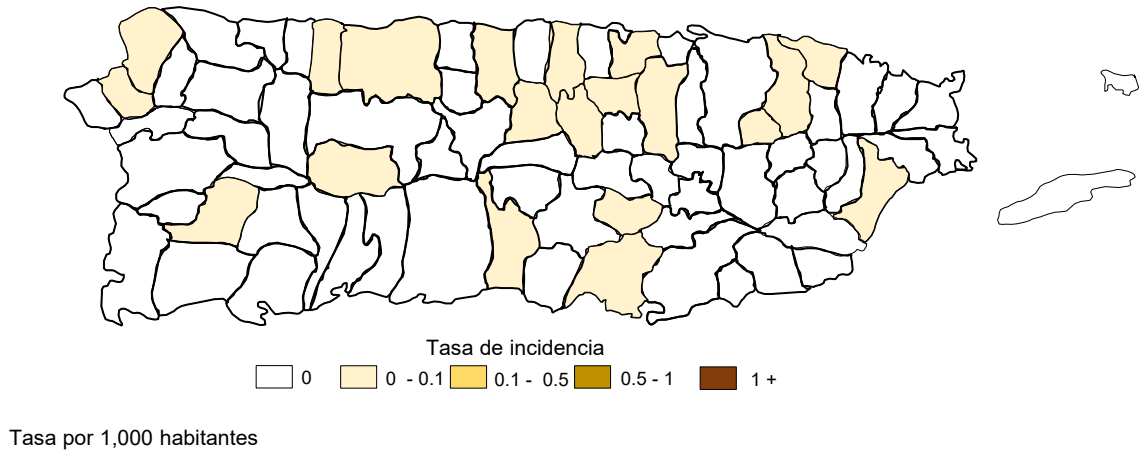 Tasa de incidencia
0 0 - 0.1 0.1 - 0.5 0.5 - 1 1 +
Tasa por 1,000 habitantes